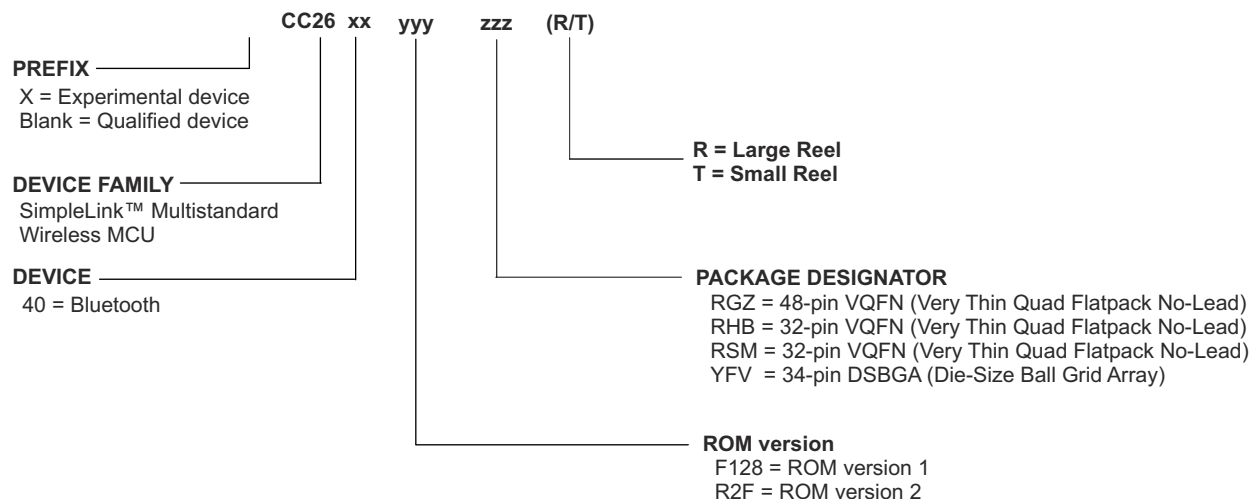 CC26 xx yyy zzz (R/T)
PREFIX
X = Experimental device
Blank = Qualified device
R = Large Reel
T = Small Reel
DEVICE FAMILY
SimpleLink™ Multistandard
Wireless MCU
DEVICE
40 = Bluetooth
PACKAGE DESIGNATOR
RGZ = 48-pin VQFN (Very Thin Quad Flatpack No-Lead)
RHB = 32-pin VQFN (Very Thin Quad Flatpack No-Lead)
RSM = 32-pin VQFN (Very Thin Quad Flatpack No-Lead)
YFV = 34-pin DSBGA (Die-Size Ball Grid Array)
ROM version
F128 = ROM version 1
R2F = ROM version 2